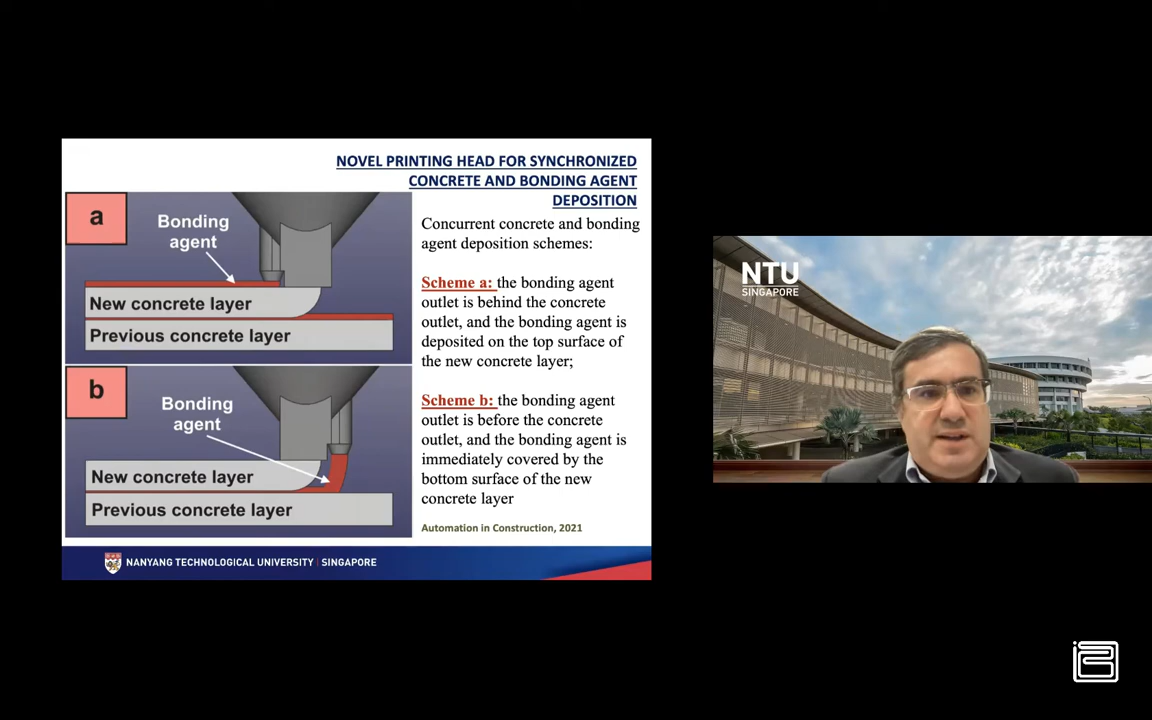 NOVEL PRINTING HEAD FOR SYNCHRONIZED
CONCRETE AND BONDING AGENT
DEPOSITION
a
Bonding
agent
New concrete layer
Previous concrete layer
b
Bonding
agent
New concrete layer
Previous concrete layer
Concurrent concrete and bonding
agent deposition schemes:
Scheme a: the bonding agent
outlet is behind the concrete
outlet, and the bonding agent is
deposited on the top surface of
the new concrete layer;
Scheme b: the bonding agent
outlet is before the concrete
outlet, and the bonding agent is
immediately covered by the
bottom surface of the new
concrete layer
Automation in Construction, 2021
NANYANG TECHNOLOGICAL UNIVERSITY | SINGAPORE
NTU
SINGAPORE